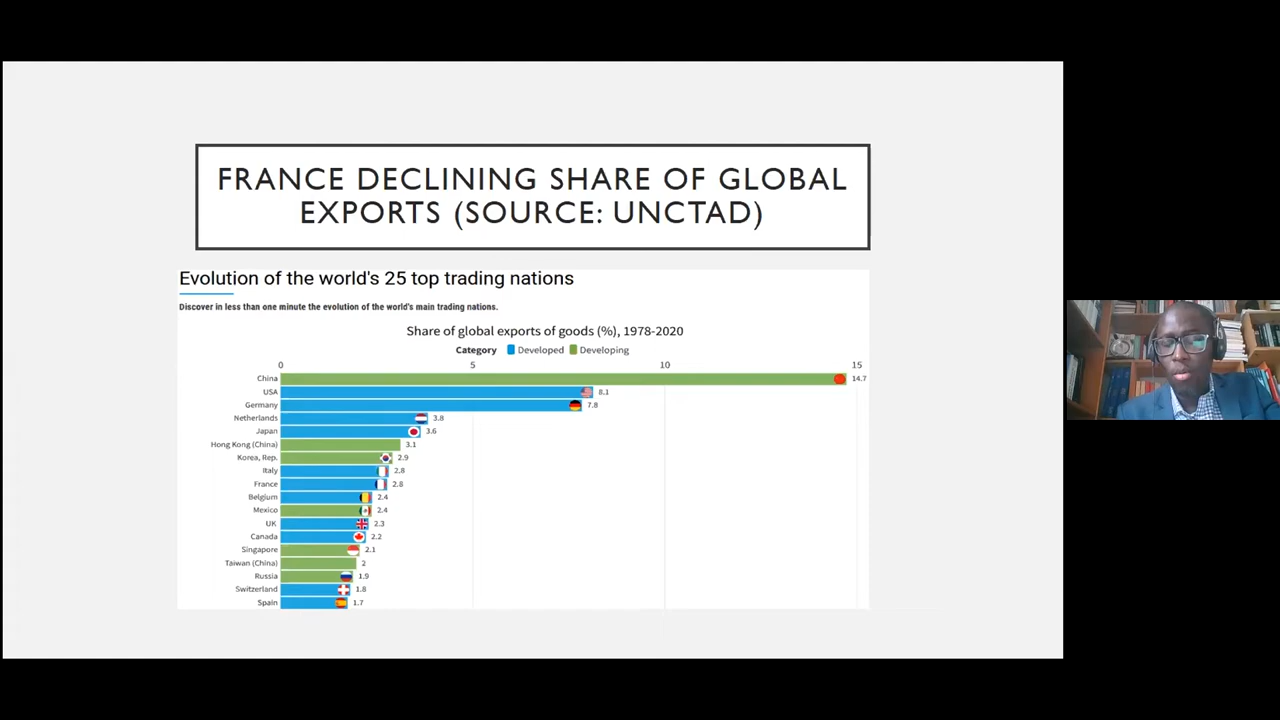 FRANCE DECLINING SHARE OF GLOBAL
EXPORTS (SOURCE: UNCTAD)
Evolution of the world's 25 top trading nations
Discover in less than one minute the evolution of the world's main trading nations.
Share of global exports of goods (%), 1978-2020
Category Developed Developing
0 5 10 15
China 14.7
USA 8.1
Germany 7.8
Netherlands 3.8
Japan 3.6
Hong Kong (China) 3.1
Korea, Rep. 2.9
Italy 2.8
France 2.8
Belgium 2.4
Mexico 2.4
UK 2.3
Canada 2.2
Singapore 2.1
Taiwan (China) 2
Russia 1.9
Switzerland 1.8
Spain 1.7